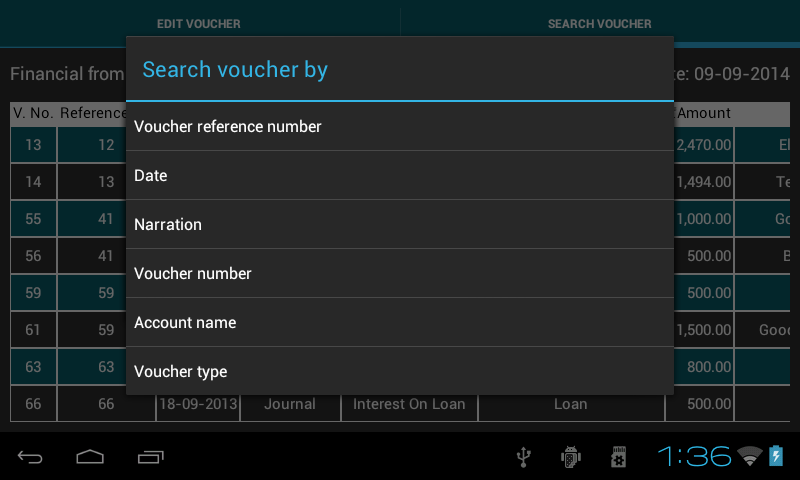 EDIT VOUCHER SEARCH VOUCHER
Financial from te: 09-09-2014
Search voucher by
V. No. Reference Amount
Voucher reference number
13 12 2,470.00
Date
14 13 1,494.00 Te
55 41 1,000.00
Narration
56 41 500.00 B
Voucher number
59 59 500.00
Account name
61 59 1,500.00 Good
Voucher type
63 63 800.00
66 66 18-09-2013 Journal Interest On Loan Loan 500.00
1:36